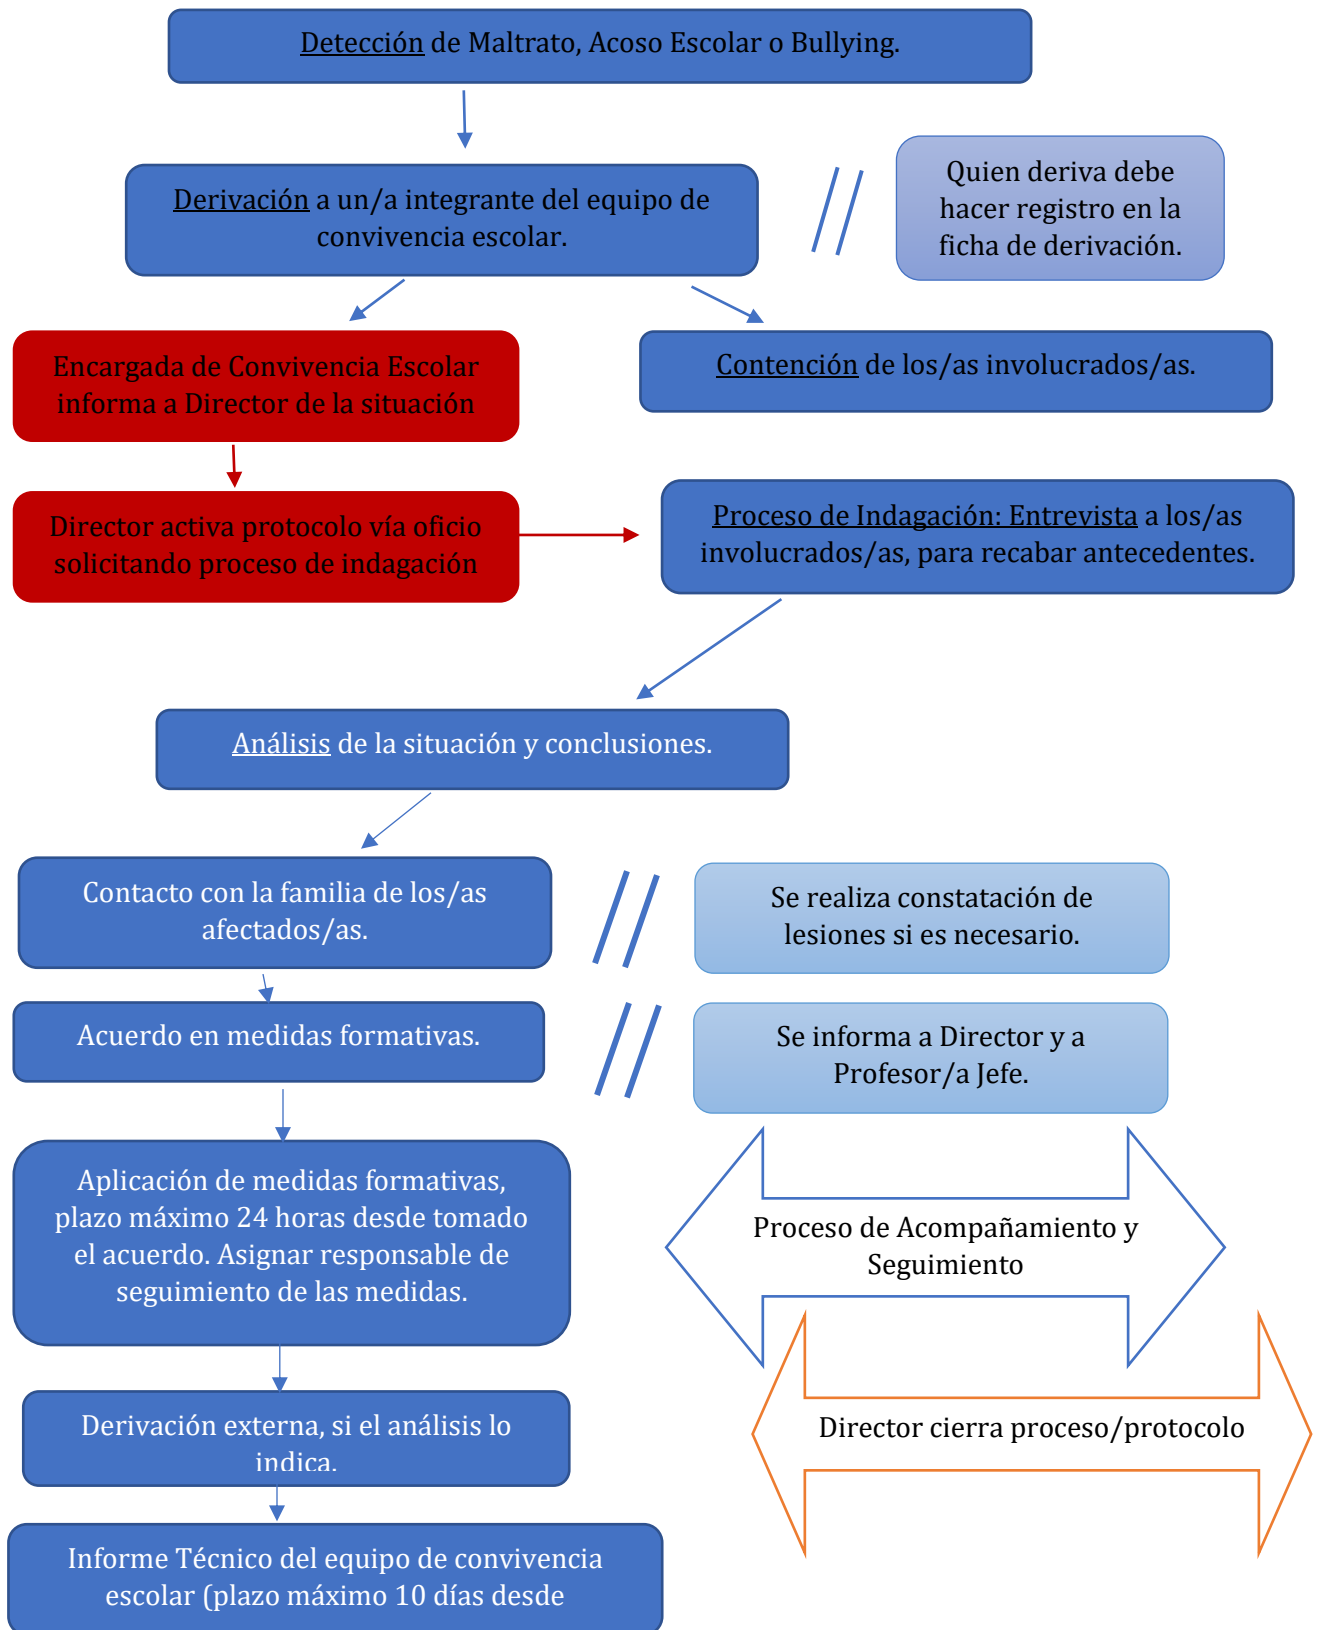 Detección de Maltrato, Acoso Escolar o Bullying.
Derivación a un/a integrante del equipo de
convivencia escolar.
Quien deriva debe
hacer registro en la
ficha de derivación.
Encargada de Convivencia Escolar
informa a Director de la situación
Contención de los/as involucrados/as.
Director activa protocolo vía oficio
solicitando proceso de indagación
Proceso de Indagación: Entrevista a los/as
involucrados/as, para recabar antecedentes.
Análisis de la situación y conclusiones.
Contacto con la familia de los/as
afectados/as.
Se realiza constatación de
lesiones si es necesario.
Acuerdo en medidas formativas.
Se informa a Director y a
Profesor/a Jefe.
Aplicación de medidas formativas,
plazo máximo 24 horas desde tomado
el acuerdo. Asignar responsable de
seguimiento de las medidas.
Proceso de Acompañamiento y
Seguimiento
Derivación externa, si el análisis lo
indica.
Director cierra proceso/protocolo
Informe Técnico del equipo de convivencia
escolar (plazo máximo 10 días desde